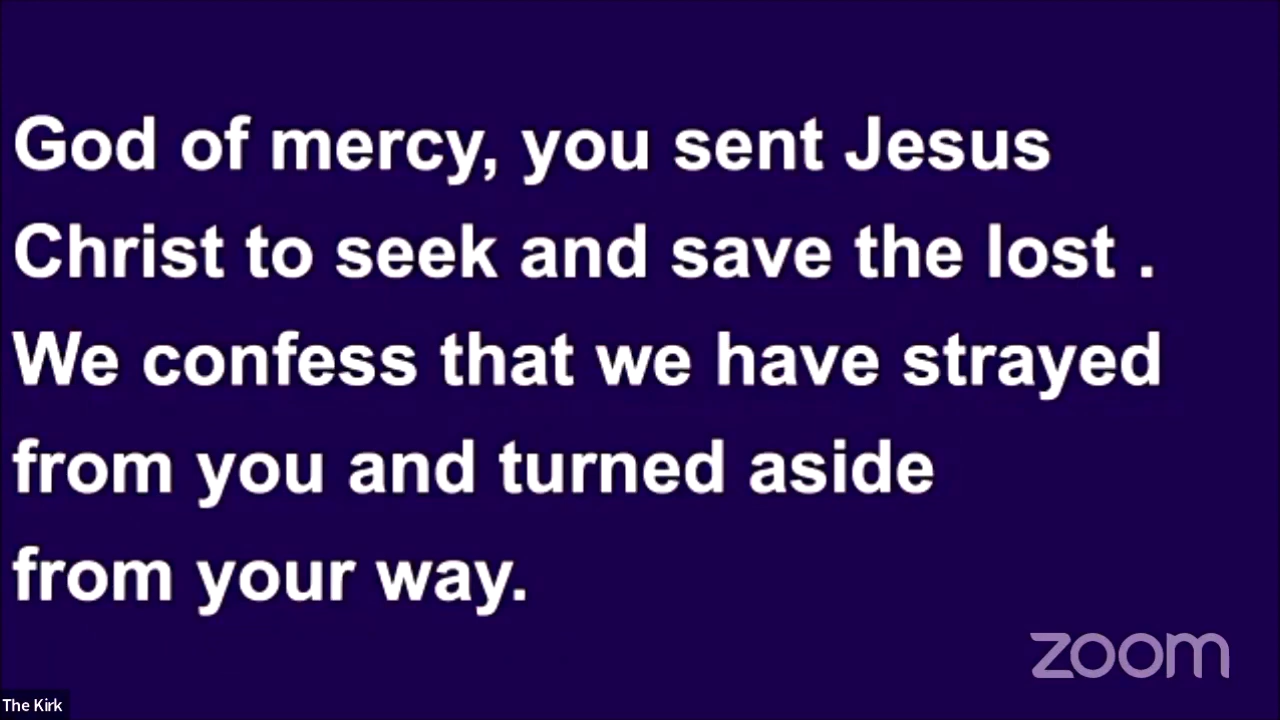 God of mercy, you sent Jesus
Christ to seek and save the lost .
We confess that we have strayed
from you and turned aside
from your way.
zoom
The Kirk